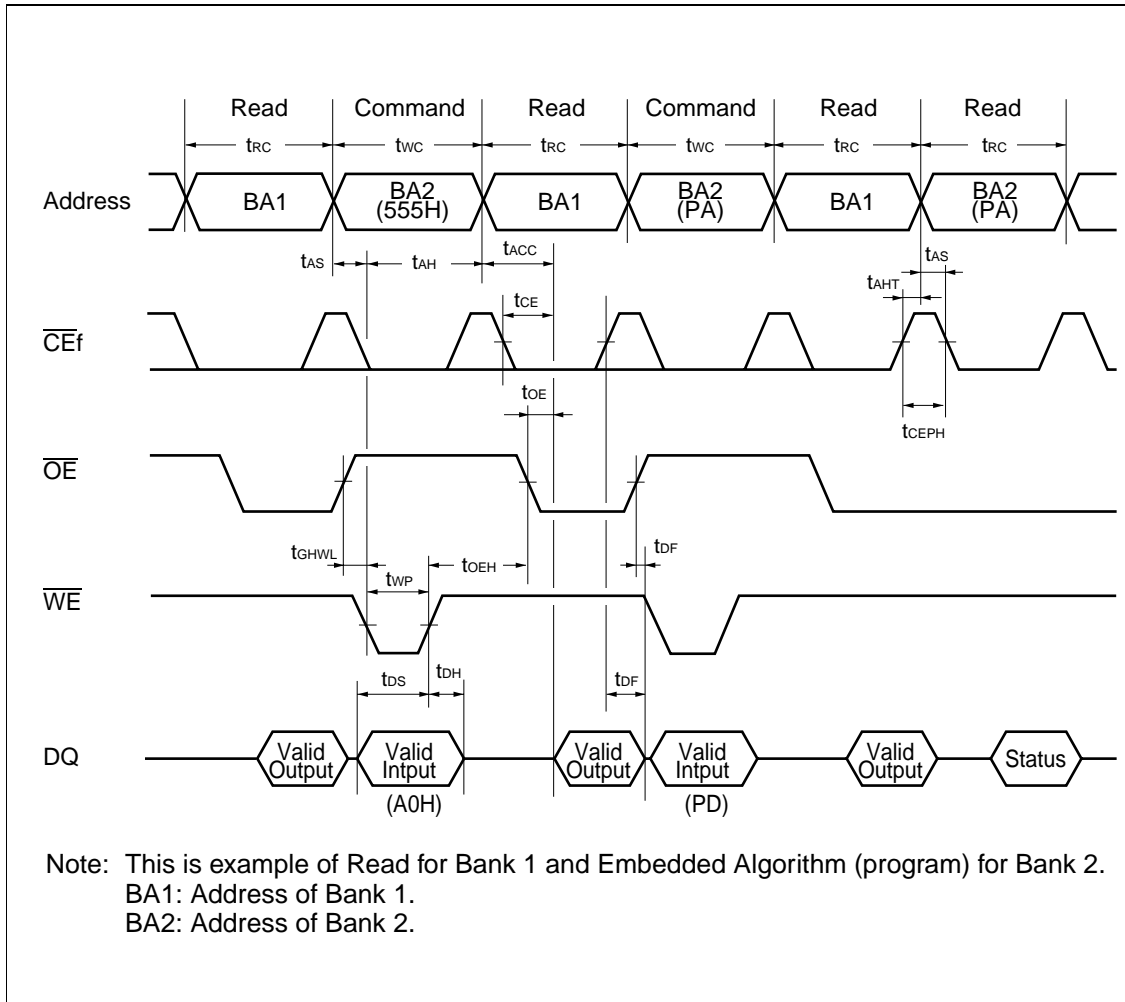 Read Command Read Command Read Read
tRC tWC tRC tWC tRC tRC
Address BA1 BA2 (555H) BA1 BA2 (PA) BA1 BA2 (PA)
tAS tAH tACC tAS
tAHT
tCE
CEf
tOE
tCEPH
OE
tGHWL tWP tOEH tDF
WE
tDS tDH tDF
DQ Valid Output Valid Intput Valid Output Valid Intput Valid Output Status
(A0H) (PD)
Note: This is example of Read for Bank 1 and Embedded Algorithm (program) for Bank 2.
BA1: Address of Bank 1.
BA2: Address of Bank 2.